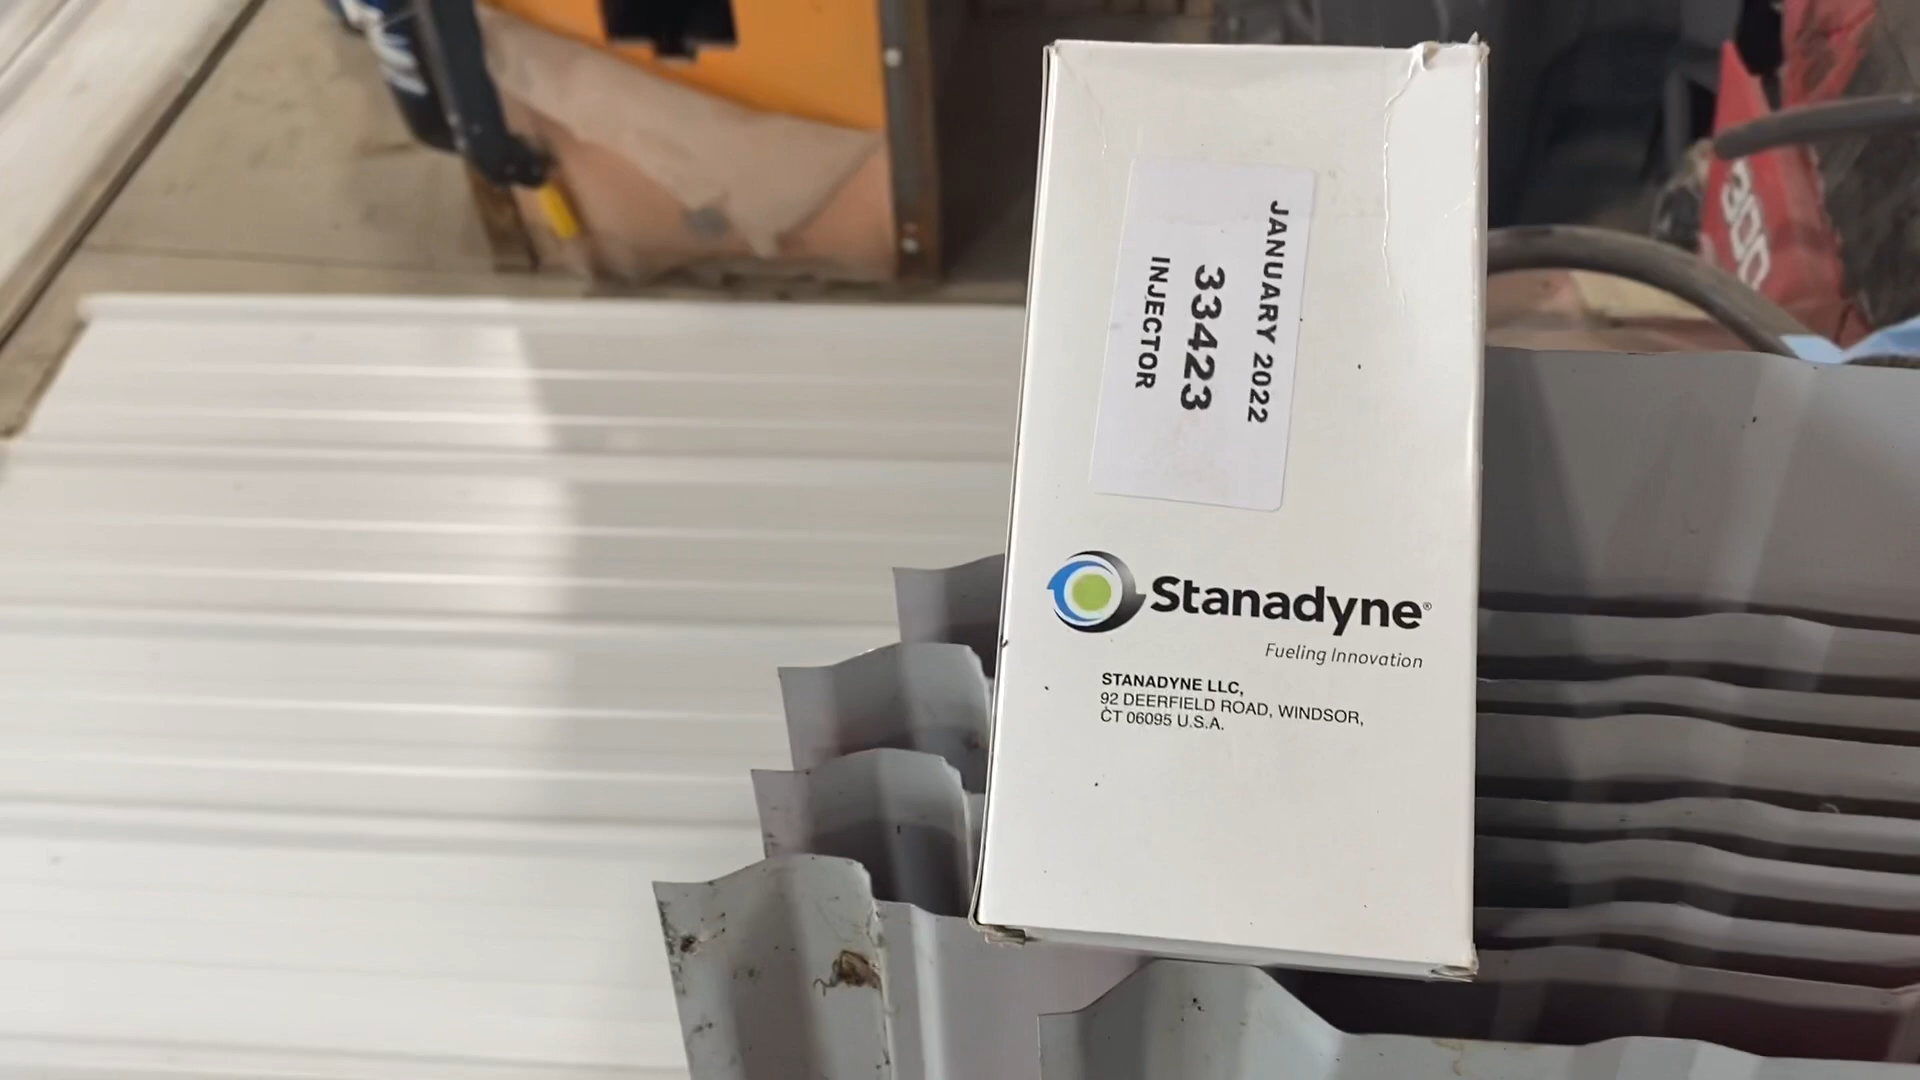 JANUARY 2022
33423
INJECTOR
Stanadyne®
Fueling Innovation
STANADYNE LLC,
92 DEERFIELD ROAD, WINDSOR,
CT 06095 U.S.A.